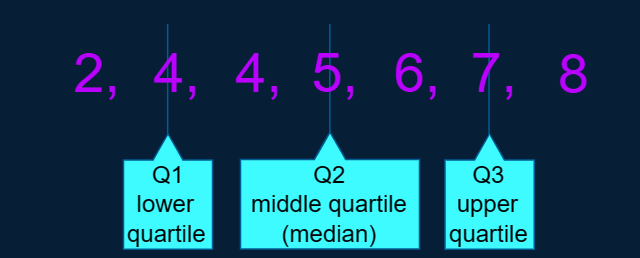 2, 4, 4, 5, 6, 7, 8
Q1
lower
quartile
Q2
middle quartile
(median)
Q3
upper
quartile